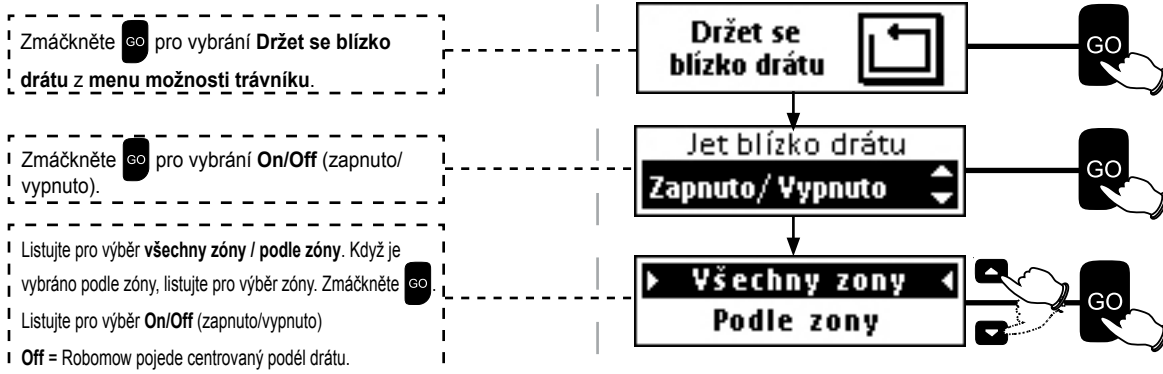 Zmáčkněte GO pro vybrání Držet se blízko
drátu z menu možnosti trávníku.
Držet se
blízko drátu
GO
Zmáčkněte GO pro vybrání On/Off (zapnuto/
vypnuto).
Jet blízko drátu
Zapnuto/ Vypnuto
GO
Listujte pro výběr všechny zóny / podle zóny. Když je
vybráno podle zóny, listujte pro výběr zóny. Zmáčkněte GO.
Listujte pro výběr On/Off (zapnuto/vypnuto)
Off = Robomow pojede centrovaný podél drátu.
Všechny zony
Podle zony
GO